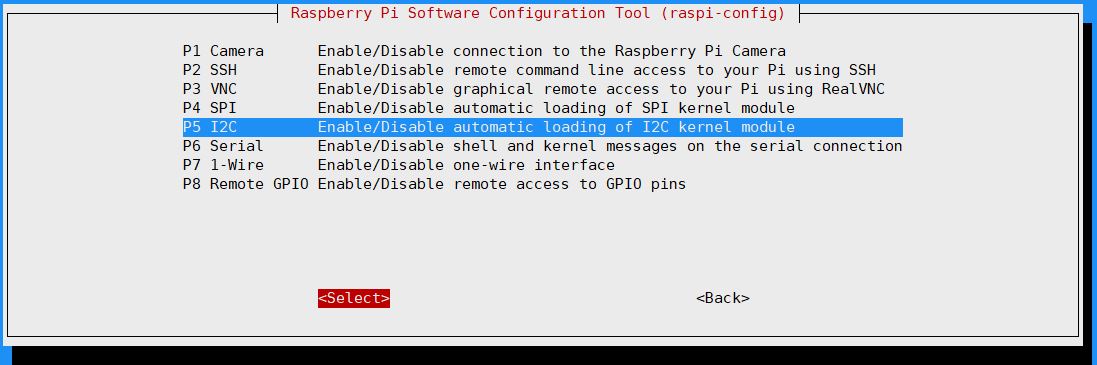 Raspberry Pi Software Configuration Tool (raspi-config)
P1 Camera Enable/Disable connection to the Raspberry Pi Camera
P2 SSH Enable/Disable remote command line access to your Pi using SSH
P3 VNC Enable/Disable graphical remote access to your Pi using RealVNC
P4 SPI Enable/Disable automatic loading of SPI kernel module
P5 I2C Enable/Disable automatic loading of I2C kernel module
P6 Serial Enable/Disable shell and kernel messages on the serial connection
P7 1-Wire Enable/Disable one-wire interface
P8 Remote GPIO Enable/Disable remote access to GPIO pins
<Select> <Back>